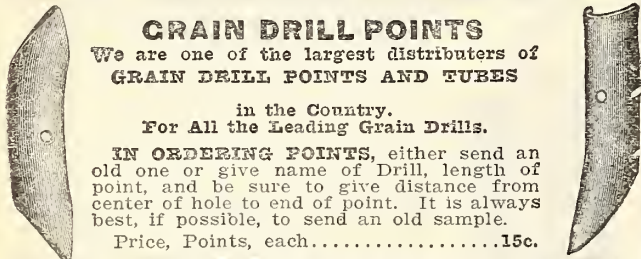 GRAIN DRILL POINTS
We are one of the largest distributers of
GRAIN DRILL POINTS AND TUBES
in the Country.
For All the Leading Grain Drills.
IN ORDERING POINTS, either send an
old one or give name of Drill, length of
point, and be sure to give distance from
center of hole to end of point. It is always
best, if possible, to send an old sample.
Price, Points, each..................15c.